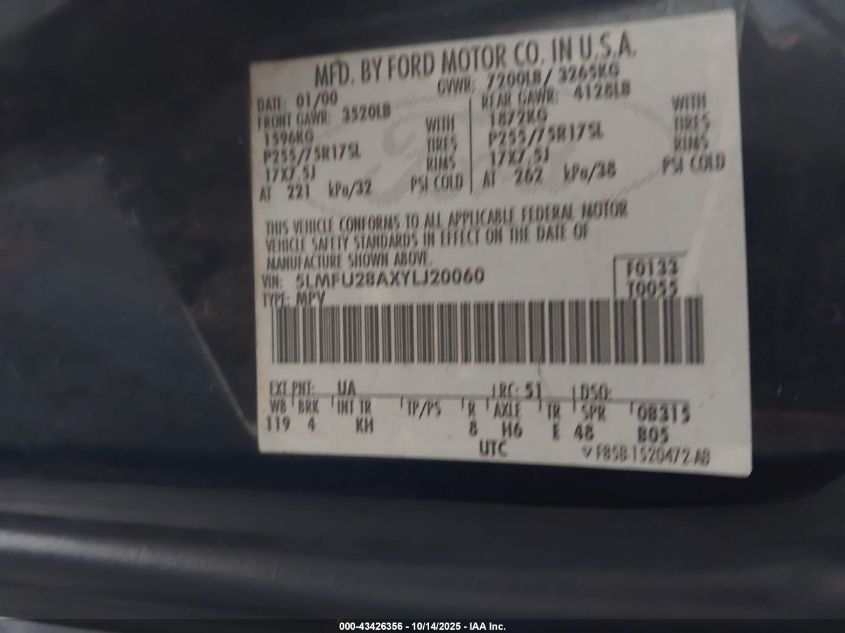 MFD. BY FORD MOTOR CO. IN U.S.A.
DATE: 01/00 GVWR: 7200LB/ 3265KG
FRONT GAWR: 3520LB REAR GAWR: 4128LB
1596KG WITH 1872KG WITH
P255/75R17SL TIRES P255/75R17SL TIRES
17X7.5J RIMS 17X7.5J RIMS
AT 221 kPa/32 PSI COLD AT 262 kPa/38 PSI COLD
THIS VEHICLE CONFORMS TO ALL APPLICABLE FEDERAL MOTOR
VEHICLE SAFETY STANDARDS IN EFFECT ON THE DATE OF
MANUFACTURE SHOWN ABOVE.
VIN: 5LMFU28AXYLJ20060 F0133
TYPE: MPV T0055
EXT PNT: UA RC: 51 DSO:
WB BRK INT TR TP/PS R AXLE TR SPR 0B315
119 4 KH 8 H6 E 48 B05
UTC F85B-1520472-AB
000-43426356 - 10/14/2025 - IAA Inc.